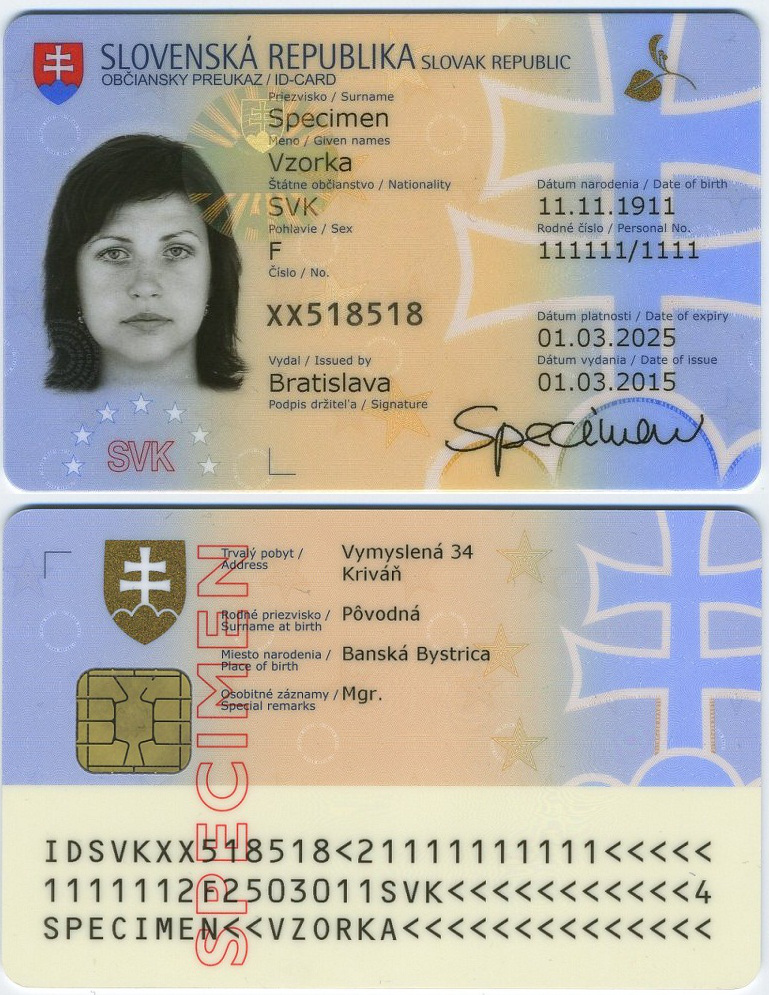 SLOVENSKÁ REPUBLIKA SLOVAK REPUBLIC
OBČIANSKY PREUKAZ / ID-CARD
Priezvisko / Surname
Specimen
Meno / Given names
Vzorka
Štátne občianstvo / Nationality
SVK
Dátum narodenia / Date of birth
11.11.1911
Pohlavie / Sex
F
Rodné číslo / Personal No.
111111/1111
Číslo / No.
XX518518
Dátum platnosti / Date of expiry
01.03.2025
Vydal / Issued by
Bratislava
Dátum vydania / Date of issue
01.03.2015
Podpis držiteľa / Signature
Specimen
SVK
SPECIMEN
Trvalý pobyt /
Address
Vymyslená 34
Kriváň
Rodné priezvisko /
Surname at birth
Pôvodná
Miesto narodenia /
Place of birth
Banská Bystrica
Osobitné záznamy /
Special remarks
Mgr.
IDSVKXX518518<21111111111<<<<<
1111112F2503011SVK<<<<<<<<<<<4
SPECIMEN<<VZORKA<<<<<<<<<<<<<<